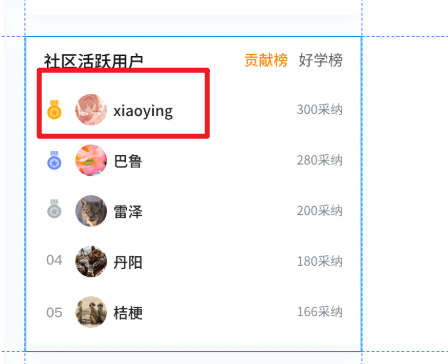 社区活跃用户 贡献榜 好学榜
xiaoying 300采纳
巴鲁 280采纳
雷泽 200采纳
04 丹阳 180采纳
05 桔梗 166采纳